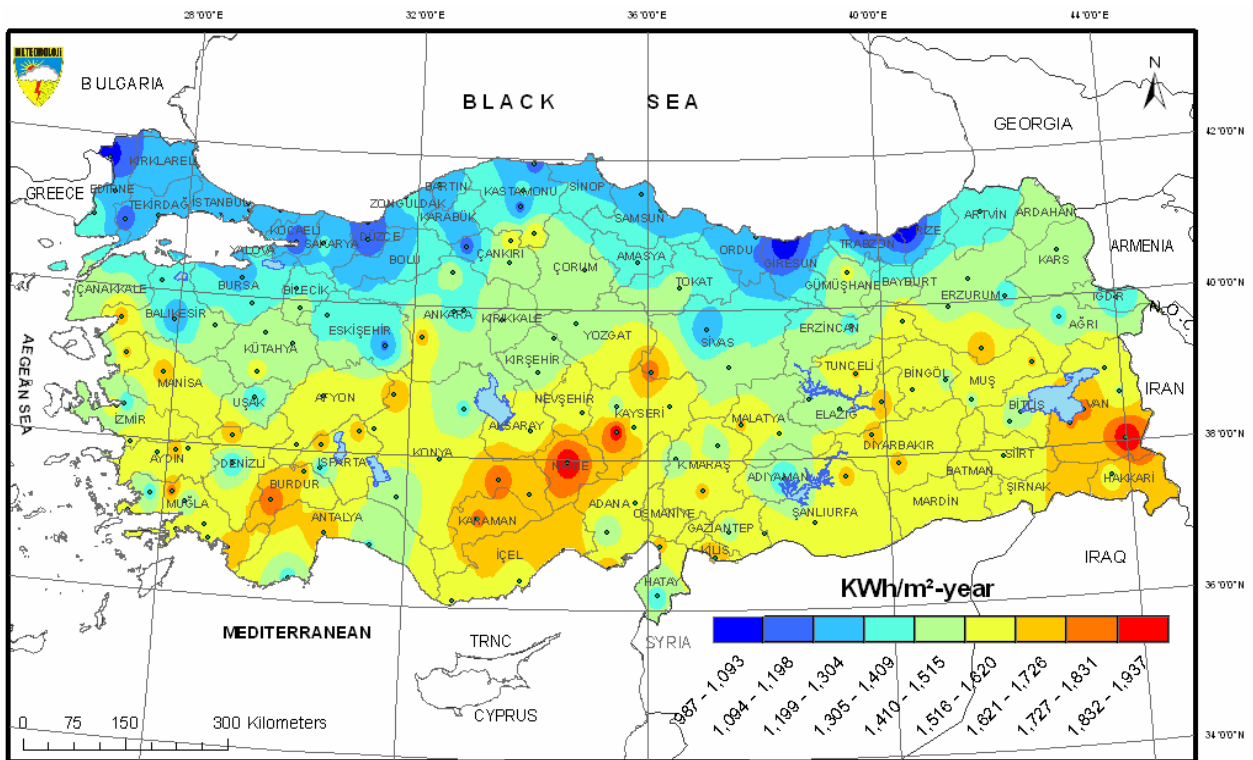 28°0'0"E 32°0'0"E 36°0'0"E 40°0'0"E 44°0'0"E
METEOROLOJİ
BULGARIA
BLACK SEA
N
GEORGIA
42°0'0"N
KIRKLARELİ
GREECE
EDİRNE
TEKİRDAĞ
İSTANBUL
BARTIN
KASTAMONU
SİNOP
ZONGULDAK
KARABÜK
SAMSUN
ARTVİN
ARDAHAN
KOCAELİ
YALOVA
SAKARYA
DÜZCE
BOLU
ÇANKIRI
ÇORUM
AMASYA
ORDU
GİRESUN
TRABZON
RİZE
ARMENIA
KARS
ÇANAKKALE
BURSA
BİLECİK
TOKAT
GÜMÜŞHANE
BAYBURT
ERZURUM
40°0'0"N
IĞDIR
BALIKESİR
ESKİŞEHİR
ANKARA
KIRIKKALE
YOZGAT
SİVAS
ERZİNCAN
AĞRI
N.O.C
AEGEAN SEA
KÜTAHYA
KIRŞEHİR
TUNCELİ
BİNGÖL
MUŞ
MANİSA
UŞAK
AFYON
NEVŞEHİR
KAYSERİ
IRAN
İZMİR
AKSARAY
MALATYA
ELAZIĞ
BİTLİS
VAN
38°0'0"N
AYDIN
DENİZLİ
ISPARTA
KONYA
NİĞDE
K.MARAŞ
DİYARBAKIR
BATMAN
SİİRT
BURDUR
ADIYAMAN
HAKKARİ
MUĞLA
ANTALYA
KARAMAN
ADANA
OSMANİYE
ŞANLIURFA
MARDİN
ŞIRNAK
GAZİANTEP
KİLİS
İÇEL
IRAQ
HATAY
36°0'0"N
KWh/m²-year
MEDITERRANEAN
TRNC
SYRIA
CYPRUS
987 - 1,093
1,094 - 1,198
1,199 - 1,304
1,305 - 1,409
1,410 - 1,515
1,516 - 1,620
1,621 - 1,726
1,727 - 1,831
1,832 - 1,937
0 75 150 300 Kilometers
34°0'0"N